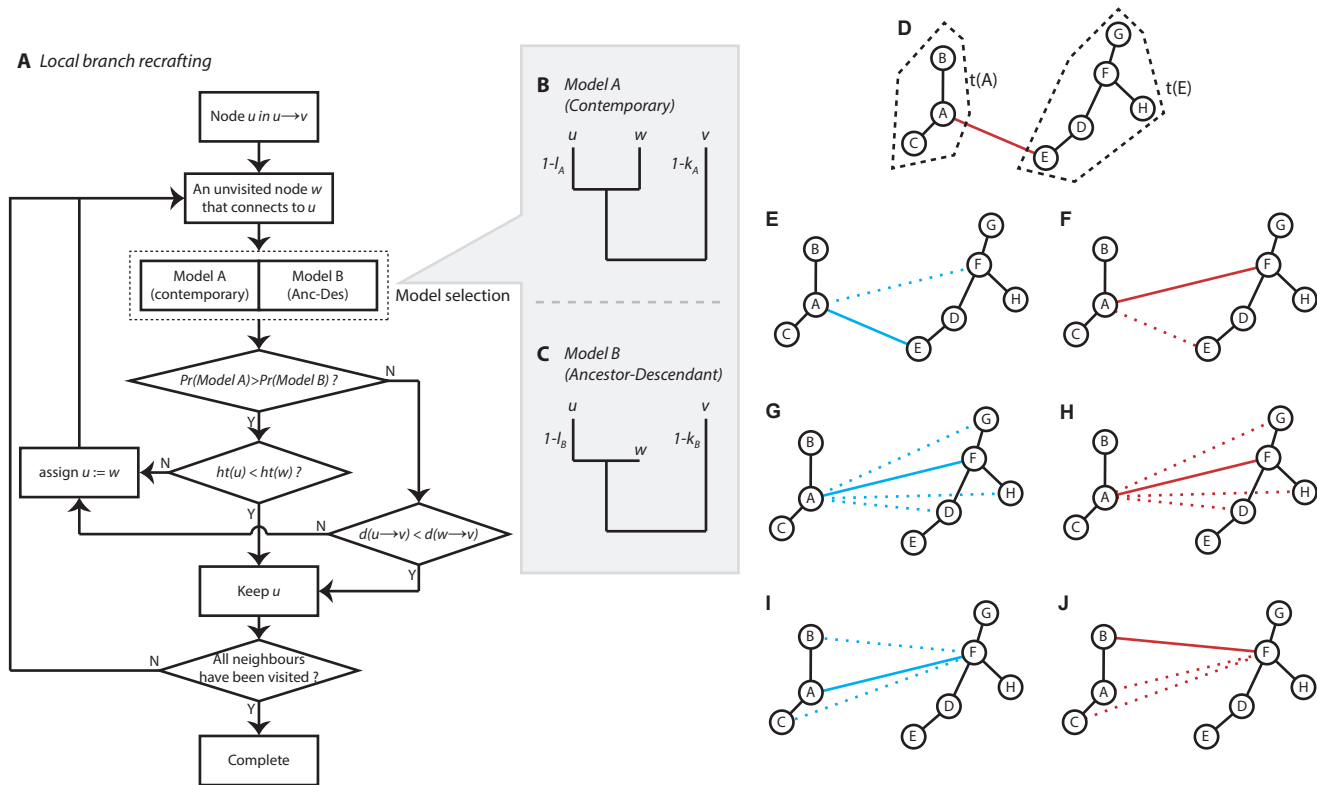 A Local branch recrafting
Node u in u→v
An unvisited node w
that connects to u
Model A
(contemporary)
Model B
(Anc-Des)
Model selection
Pr(Model A)>Pr(Model B) ?
N
Y
ht(u) < ht(w) ?
N
assign u := w
Y
d(u→v) < d(w→v)
N
Y
Keep u
All neighbours
have been visited ?
N
Y
Complete
B Model A
(Contemporary)
u w v
1-l_A 1-k_A
C Model B
(Ancestor-Descendant)
u v
1-l_B w 1-k_B
D
G
B
t(A)
F
t(E)
H
A
D
C
E
E
G
B
F
H
A
D
C
E
F
G
B
F
H
A
D
C
E
G
G
B
F
H
A
D
C
E
H
G
B
F
H
A
D
C
E
I
G
B
F
H
A
D
C
E
J
G
B
F
H
A
D
C
E